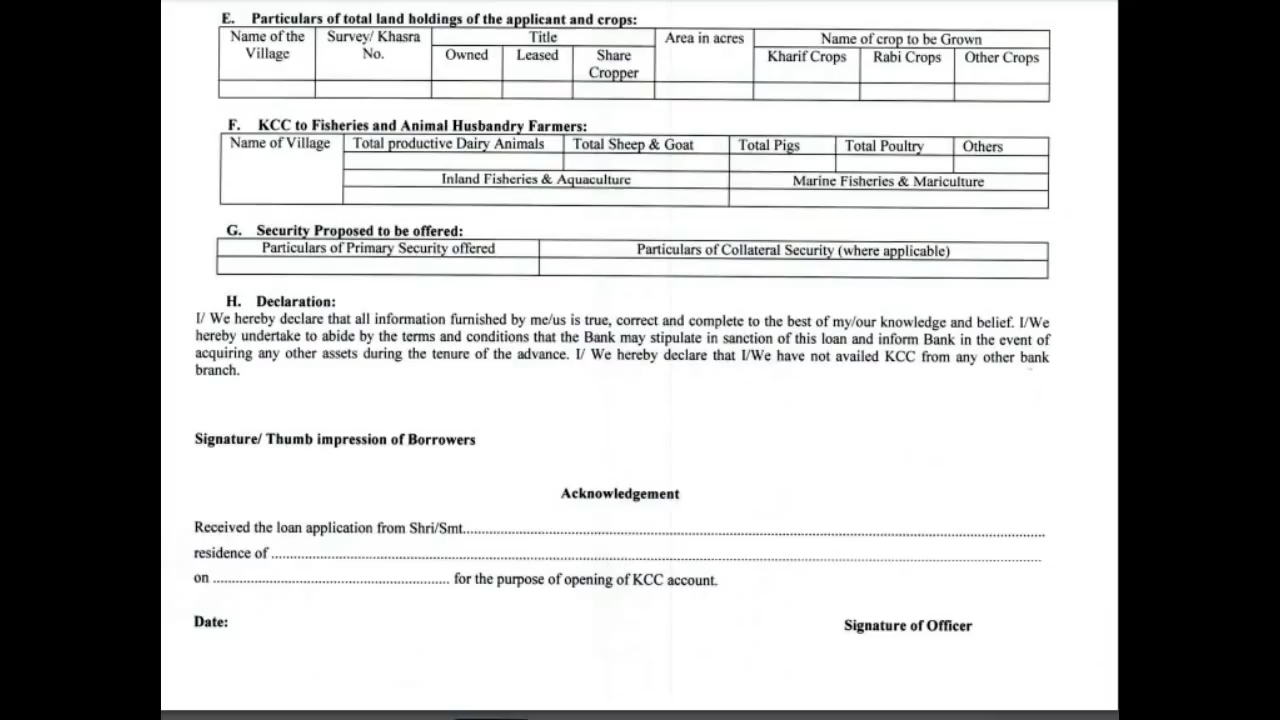 E. Particulars of total land holdings of the applicant and crops:
Name of the Village Survey/ Khasra No. Title Area in acres Name of crop to be Grown
Owned Leased Share Cropper Kharif Crops Rabi Crops Other Crops
F. KCC to Fisheries and Animal Husbandry Farmers:
Name of Village Total productive Dairy Animals Total Sheep & Goat Total Pigs Total Poultry Others
Inland Fisheries & Aquaculture Marine Fisheries & Mariculture
G. Security Proposed to be offered:
Particulars of Primary Security offered Particulars of Collateral Security (where applicable)
H. Declaration:
I/ We hereby declare that all information furnished by me/us is true, correct and complete to the best of my/our knowledge and belief. I/We
hereby undertake to abide by the terms and conditions that the Bank may stipulate in sanction of this loan and inform Bank in the event of
acquiring any other assets during the tenure of the advance. I/ We hereby declare that I/We have not availed KCC from any other bank
branch.
Signature/ Thumb impression of Borrowers
Acknowledgement
Received the loan application from Shri/Smt...............................................
residence of ...............................................
on ............................... for the purpose of opening of KCC account.
Date:
Signature of Officer